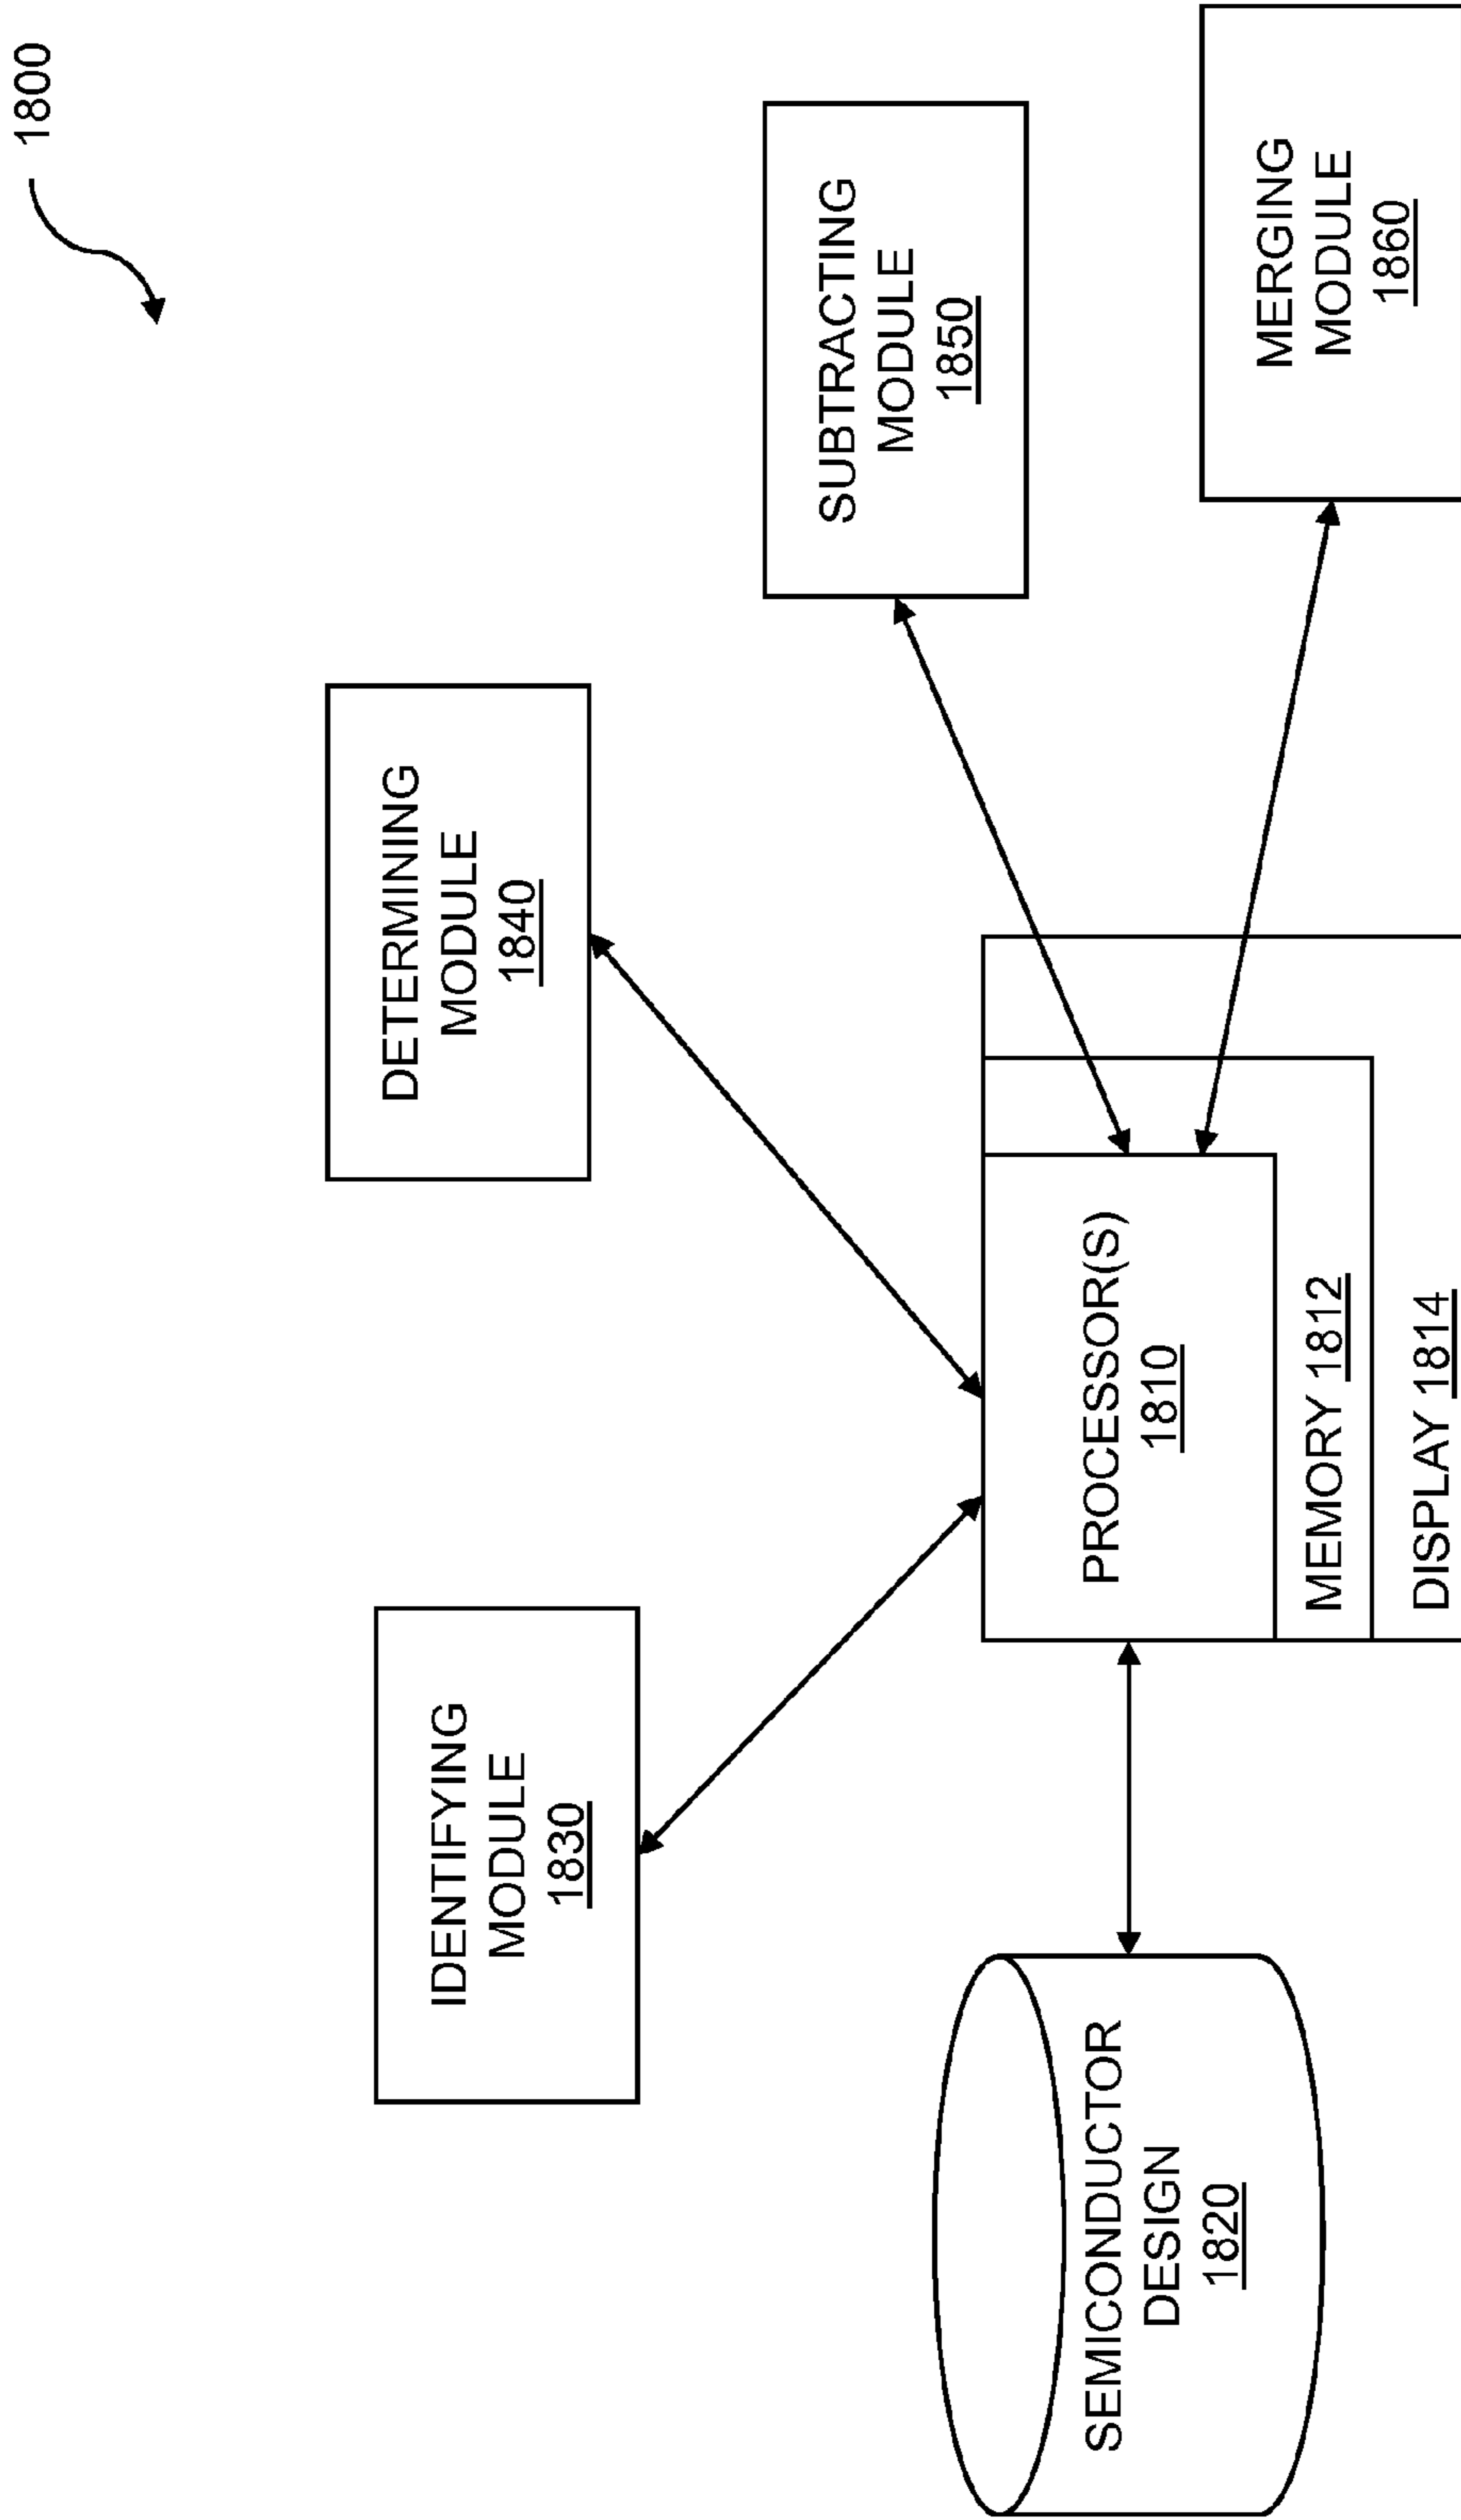 1800
IDENTIFYING
MODULE
1830
DETERMINING
MODULE
1840
SUBTRACTING
MODULE
1850
MERGING
MODULE
1860
SEMICONDUCTOR
DESIGN
1820
PROCESSOR(S)
1810
MEMORY 1812
DISPLAY 1814